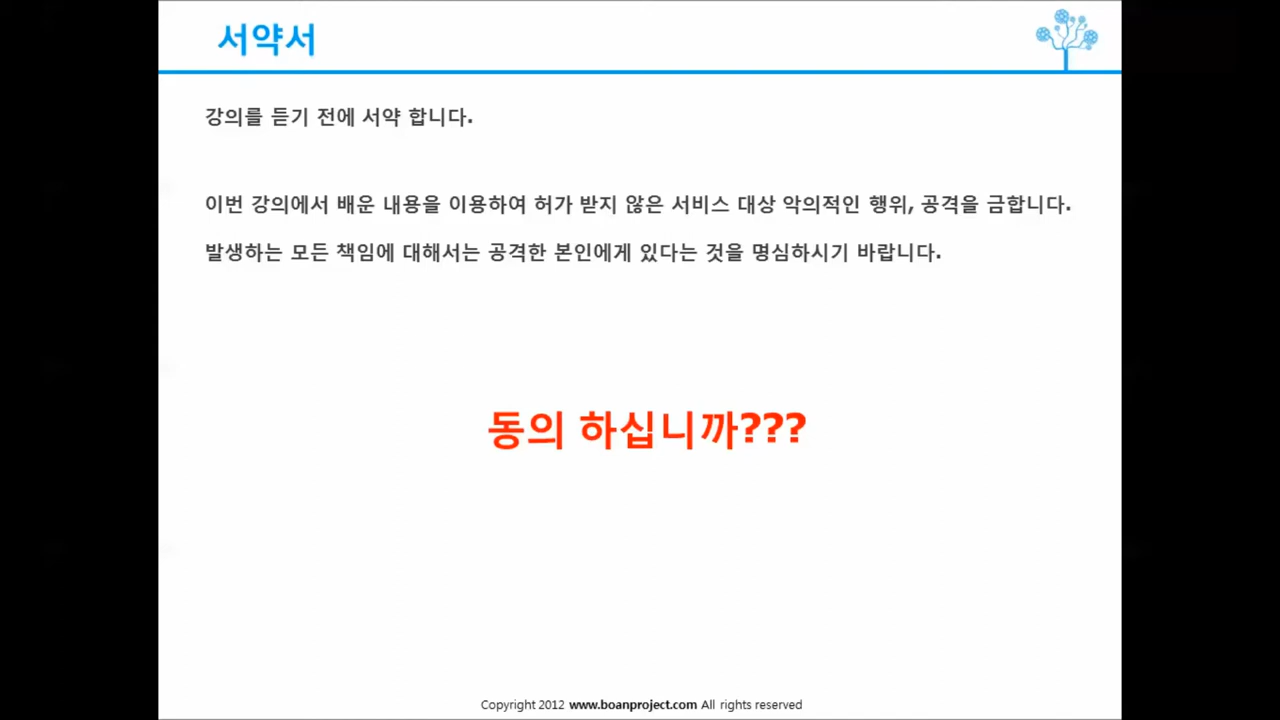 서약서
강의를 듣기 전에 서약 합니다.
이번 강의에서 배운 내용을 이용하여 허가 받지 않은 서비스 대상 악의적인 행위, 공격을 금합니다.
발생하는 모든 책임에 대해서는 공격한 본인에게 있다는 것을 명심하시기 바랍니다.
동의 하십니까???
Copyright 2012 www.boanproject.com All rights reserved